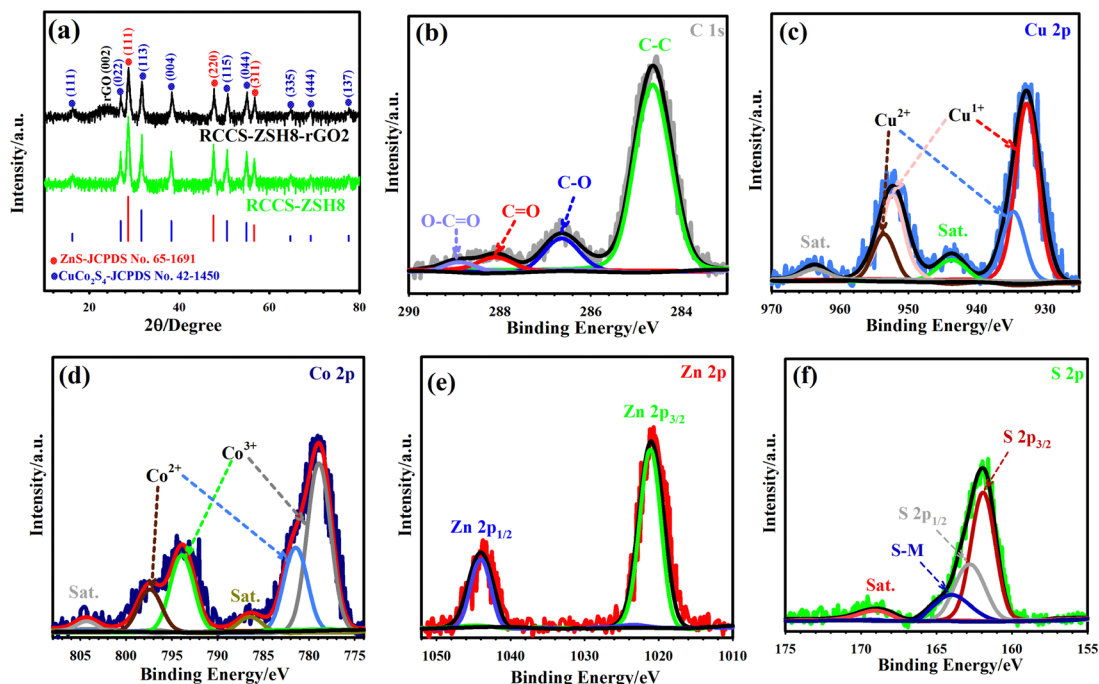 (a)
(111)
rGO (002)
(022)
(111)
(113)
(004)
(220)
(115)
(044)
(311)
(335)
(444)
(137)
RCCS-ZSH8-rGO2
RCCS-ZSH8
ZnS-JCPDS No. 65-1691
CuCo₂S₄-JCPDS No. 42-1450
20 40 60 80
2θ/Degree
Intensity/a.u.
(b)
C 1s
C-C
C-O
C=O
O-C=O
290 288 286 284
Binding Energy/eV
Intensity/a.u.
(c)
Cu 2p
Cu²⁺
Cu¹⁺
Sat.
Sat.
970 960 950 940 930
Binding Energy/eV
Intensity/a.u.
(d)
Co 2p
Co³⁺
Co²⁺
Sat.
Sat.
805 795 785 775
Binding Energy/eV
Intensity/a.u.
(e)
Zn 2p
Zn 2p₃/₂
Zn 2p₁/₂
1050 1040 1030 1020 1010
Binding Energy/eV
Intensity/a.u.
(f)
S 2p
S 2p₃/₂
S 2p₁/₂
S-M
Sat.
175 170 165 160 155
Binding Energy/eV
Intensity/a.u.